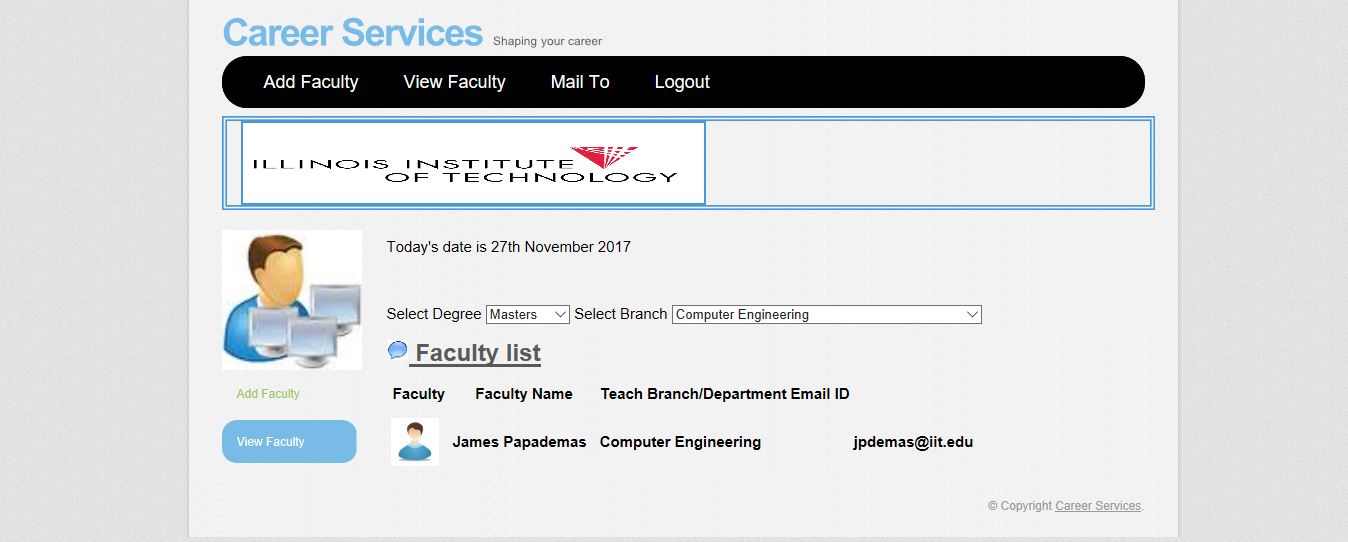 Career Services Shaping your career
Add Faculty View Faculty Mail To Logout
ILLINOIS INSTITUTE
OF TECHNOLOGY
Today's date is 27th November 2017
Select Degree Masters Select Branch Computer Engineering
Faculty list
Add Faculty
Faculty Faculty Name Teach Branch/Department Email ID
View Faculty
James Papademas Computer Engineering jpdemas@iit.edu
© Copyright Career Services.